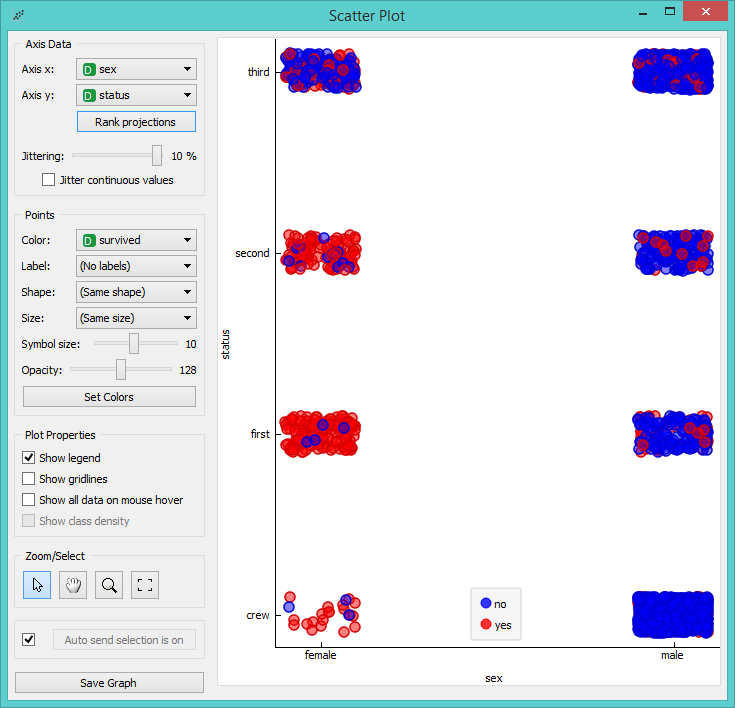 Scatter Plot
Axis Data
Axis x: D sex
Axis y: D status
Rank projections
Jittering: 10 %
Jitter continuous values
Points
Color: D survived
Label: (No labels)
Shape: (Same shape)
Size: (Same size)
Symbol size: 10
Opacity: 128
Set Colors
Plot Properties
Show legend
Show gridlines
Show all data on mouse hover
Show class density
Zoom/Select
Auto send selection is on
Save Graph
status
third
second
first
crew
no
yes
female male
sex